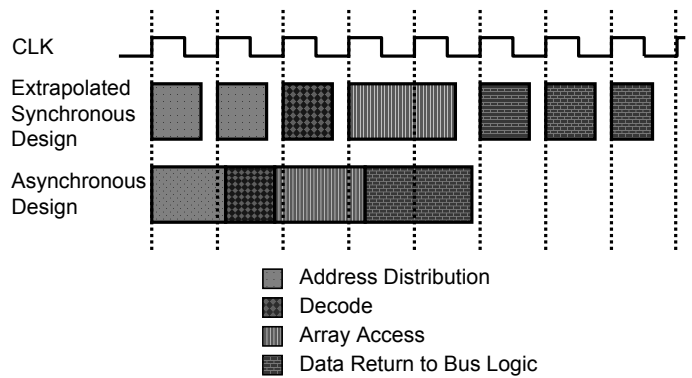 CLK
Extrapolated
Synchronous
Design
Asynchronous
Design
Address Distribution
Decode
Array Access
Data Return to Bus Logic